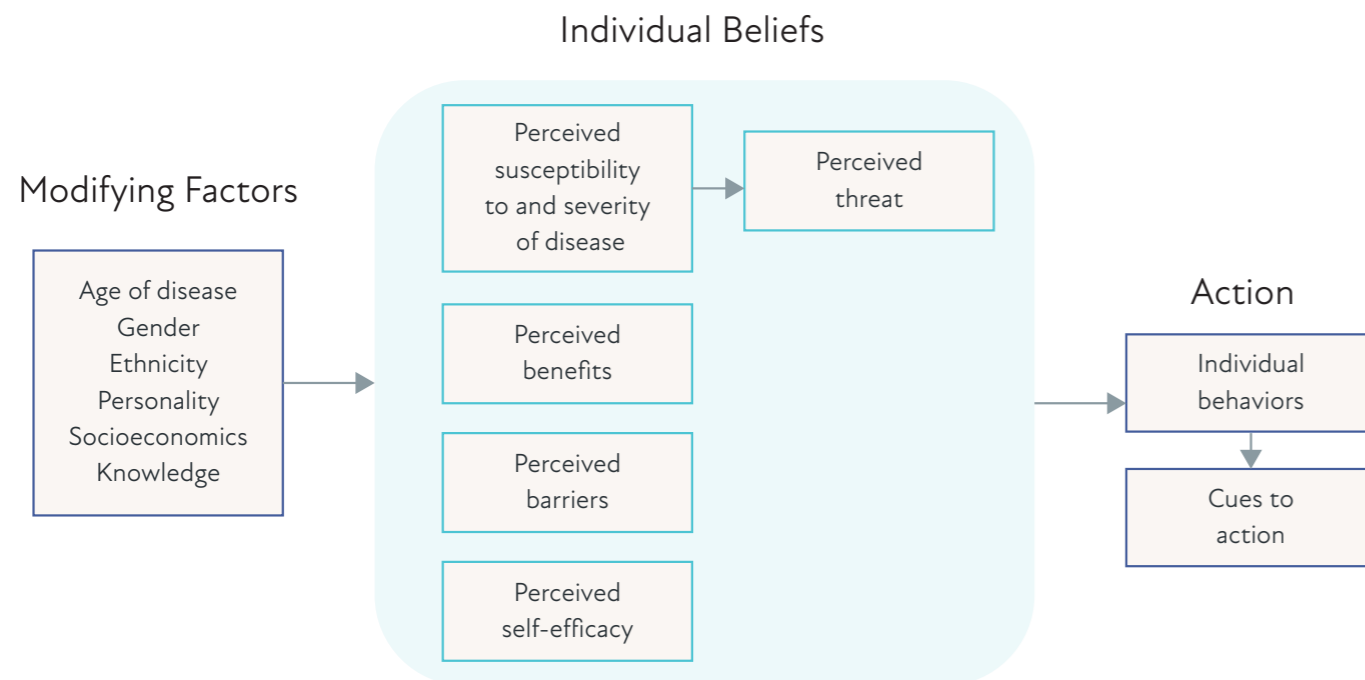 Individual Beliefs
Modifying Factors
Age of disease
Gender
Ethnicity
Personality
Socioeconomics
Knowledge
Perceived
susceptibility
to and severity
of disease
Perceived
threat
Perceived
benefits
Perceived
barriers
Perceived
self-efficacy
Action
Individual
behaviors
Cues to
action